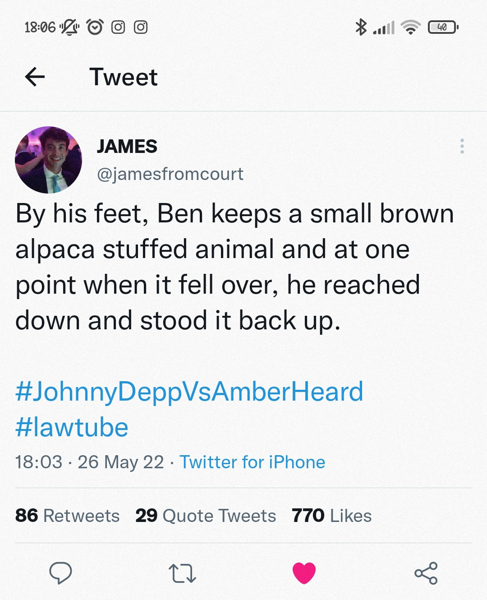 18:06
40
Tweet
JAMES
@jamesfromcourt
By his feet, Ben keeps a small brown
alpaca stuffed animal and at one
point when it fell over, he reached
down and stood it back up.
#JohnnyDeppVsAmberHeard
#lawtube
18:03 · 26 May 22 · Twitter for iPhone
86 Retweets 29 Quote Tweets 770 Likes